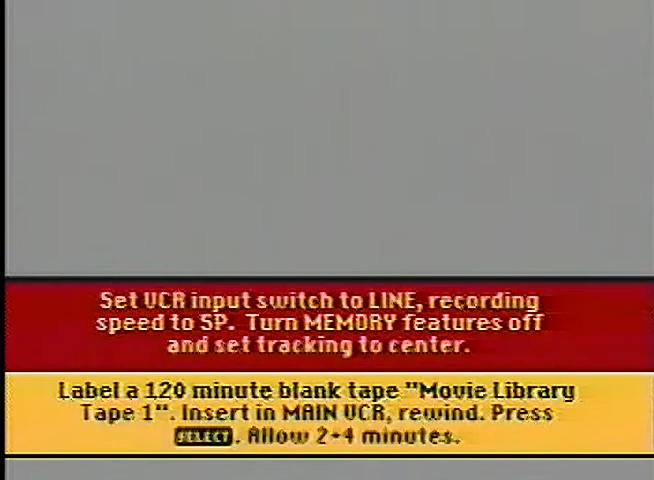 Set VCR input switch to LINE, recording
speed to SP. Turn MEMORY features off
and set tracking to center.
Label a 120 minute blank tape "Movie Library
Tape 1". Insert in MAIN VCR, rewind. Press
SELECT. Allow 2-4 minutes.